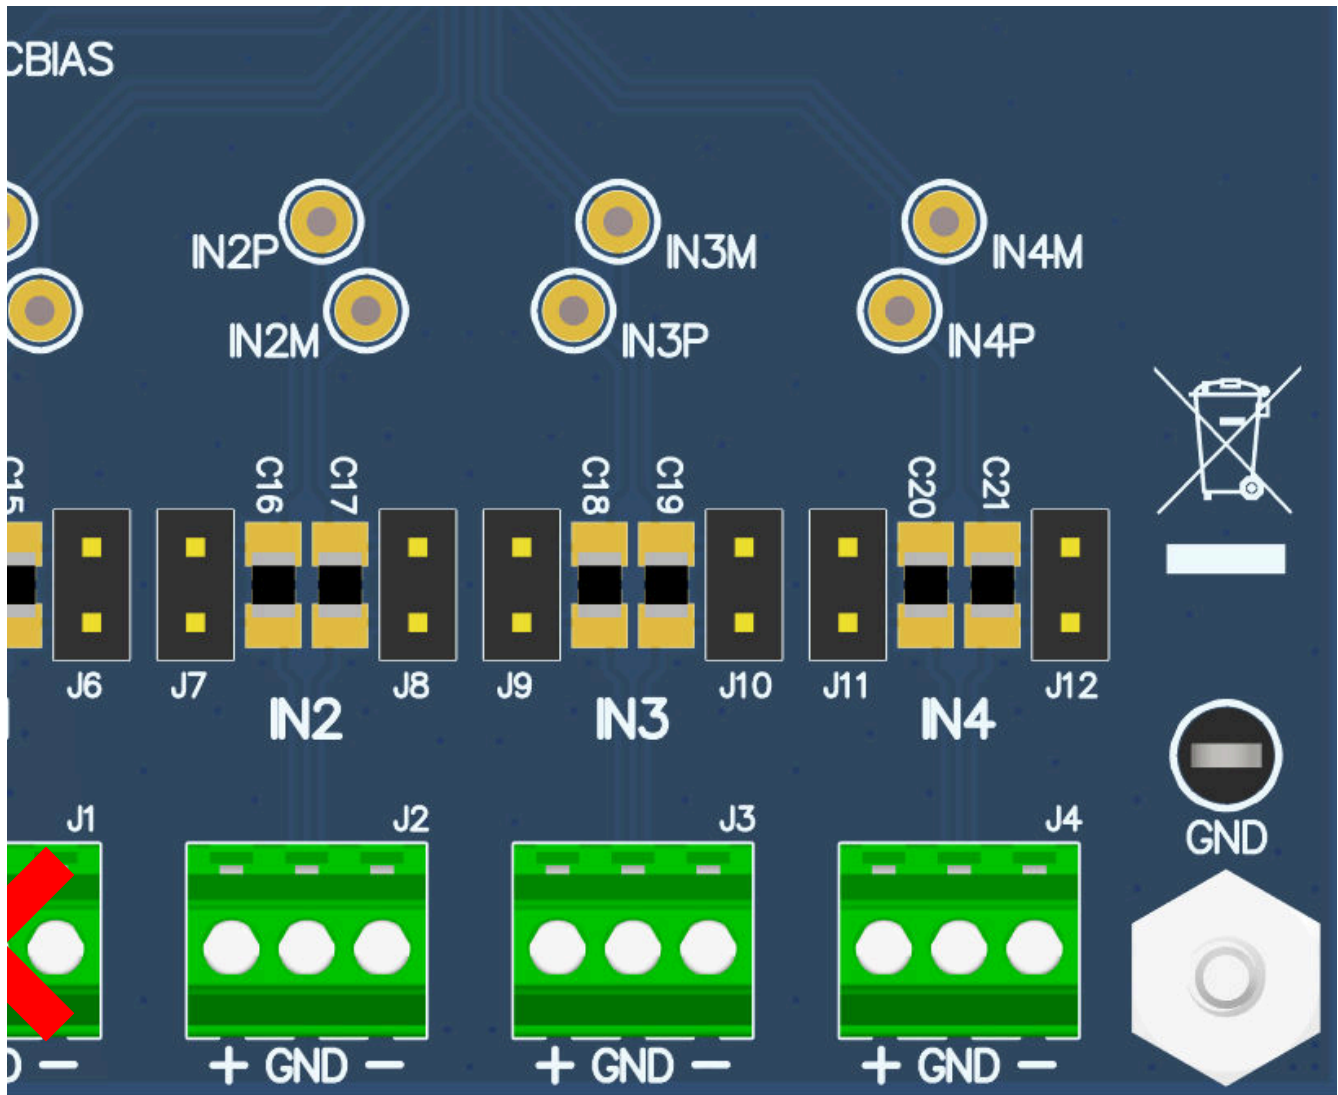 CBIAS
IN2P
IN3M
IN4M
IN2M
IN3P
IN4P
C15
C16
C17
C18
C19
C20
C21
J6
J7
J8
J9
J10
J11
J12
IN2
IN3
IN4
J1
J2
J3
J4
GND
D −
+ GND −
+ GND −
+ GND −